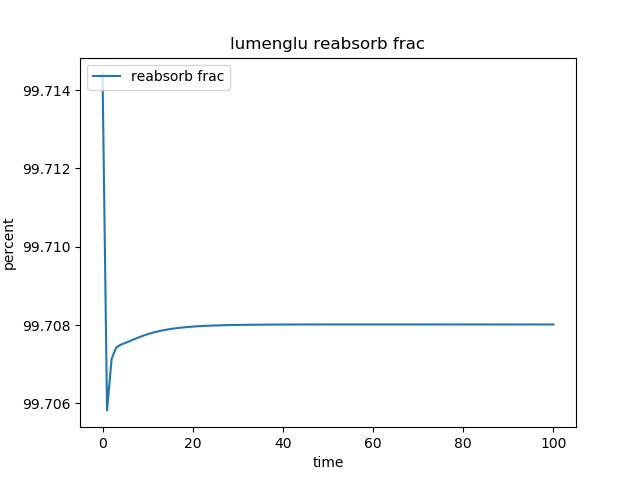 lumenglu reabsorb frac
reabsorb frac
99.714
99.712
99.710
99.708
99.706
percent
0 20 40 60 80 100
time